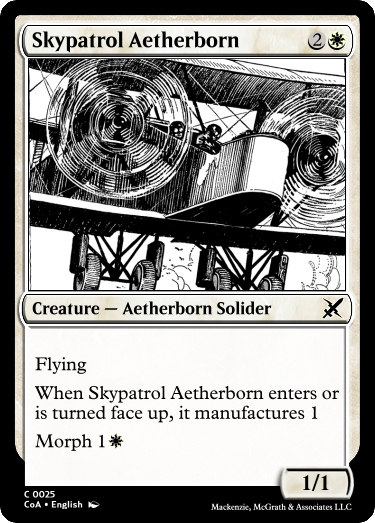 Skypatrol Aetherborn 2
Creature — Aetherborn Solider
Flying
When Skypatrol Aetherborn enters or
is turned face up, it manufactures 1
Morph 1
1/1
C 0025
CoA • English
Mackenzie, McGrath & Associates LLC